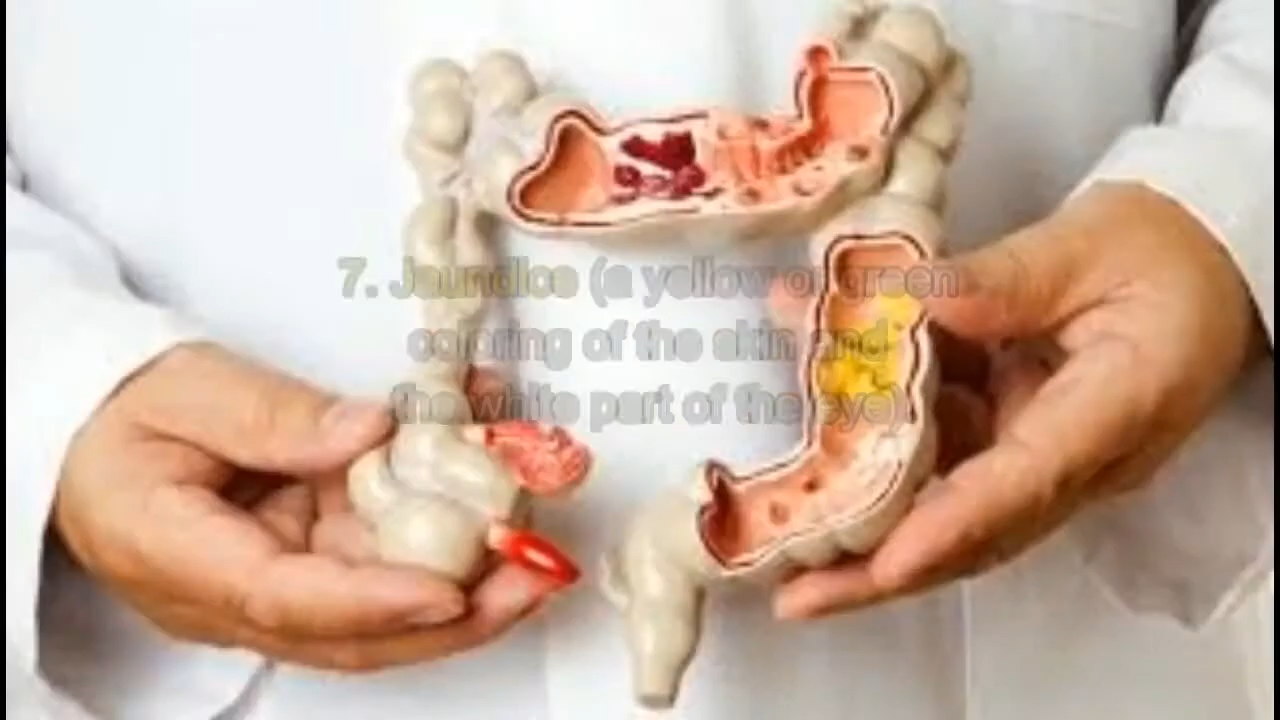 7. Jaundice (a yellow or green
coloring of the skin and
the white part of the eye).